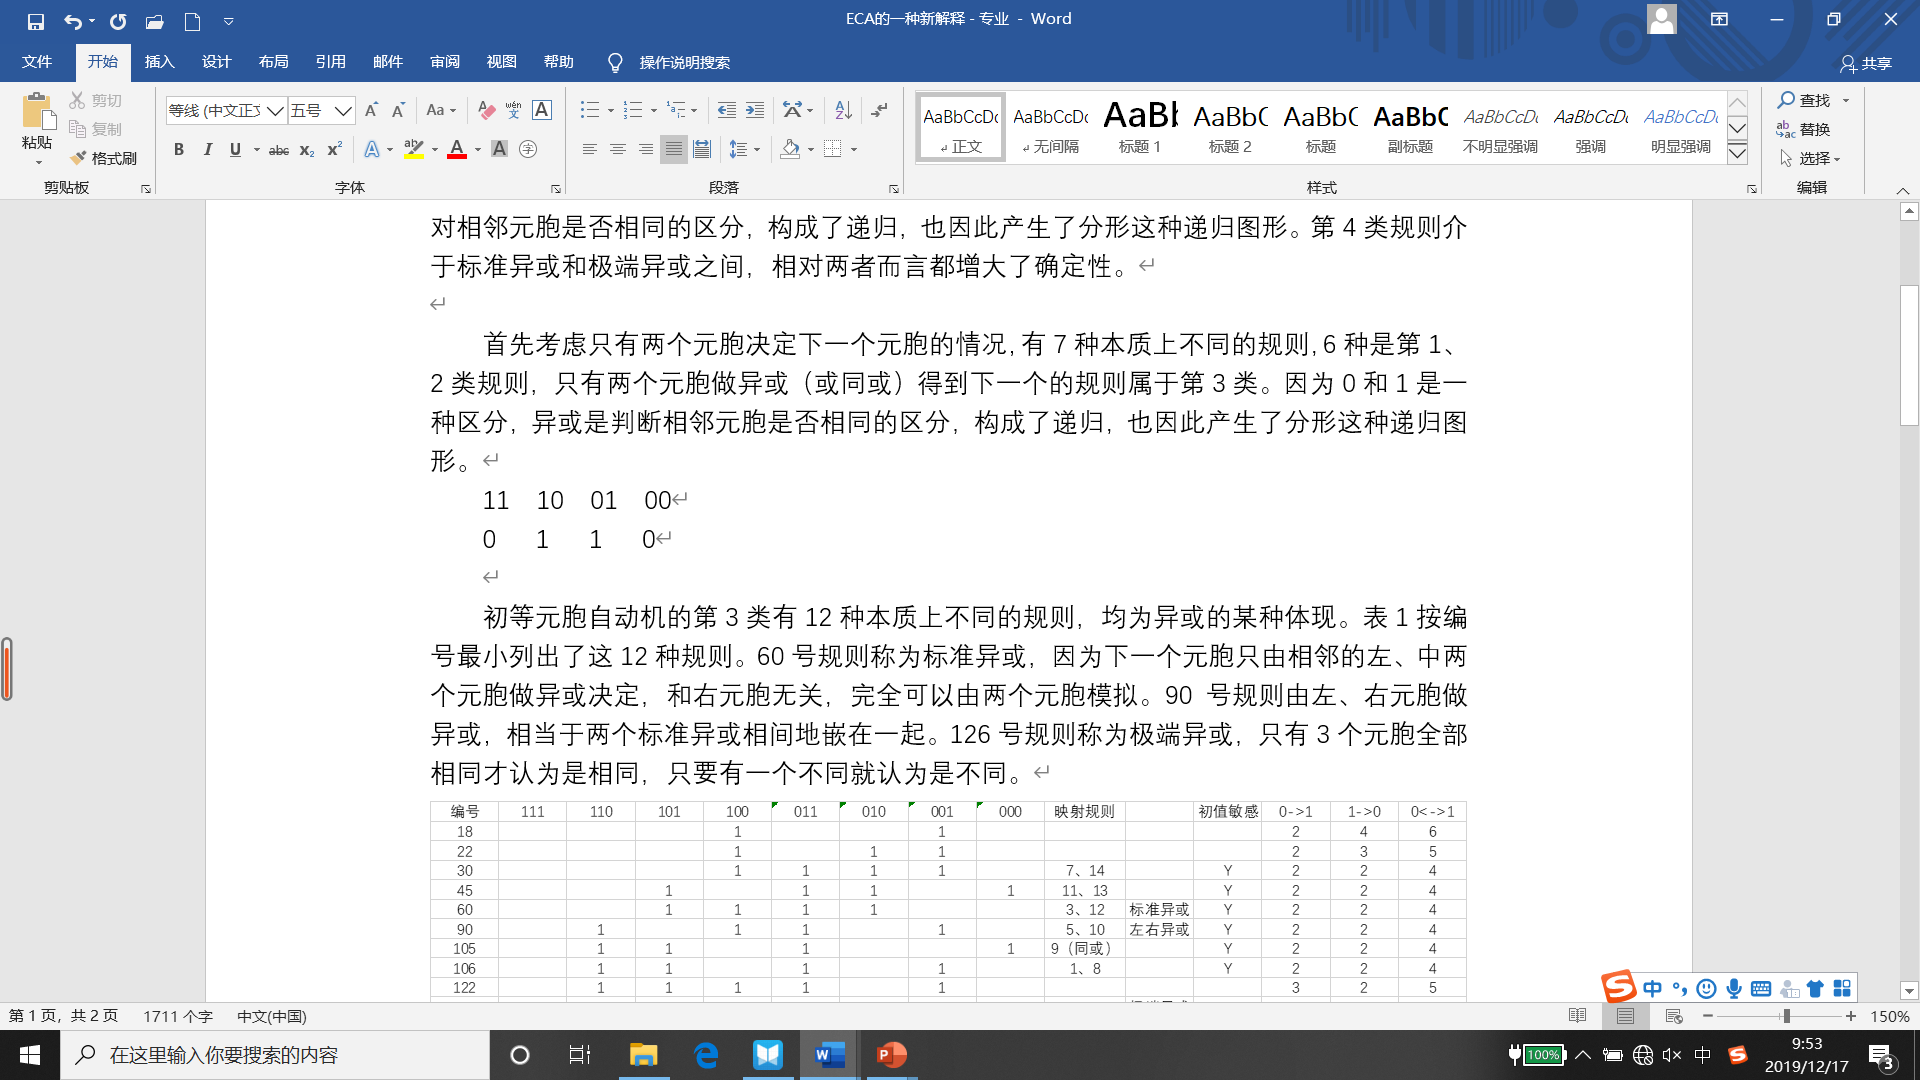 ECA的一种新解释 - 专业 - Word
文件 开始 插入 设计 布局 引用 邮件 审阅 视图 帮助 操作说明搜索 共享
粘贴 剪切 复制 格式刷 剪贴板
等线 (中文正文 五号 字体
段落
AaBbCcDc AaBbCcDc AaBb AaBbC AaBbC AaBbC AaBbCcDc AaBbCcDc AaBbCcDc
正文 无间隔 标题 1 标题 2 标题 副标题 不明显强调 强调 明显强调
样式
查找 替换 选择 编辑
对相邻元胞是否相同的区分，构成了递归，也因此产生了分形这种递归图形。第 4 类规则介
于标准异或和极端异或之间，相对两者而言都增大了确定性。
首先考虑只有两个元胞决定下一个元胞的情况，有 7 种本质上不同的规则，6 种是第 1、
2 类规则，只有两个元胞做异或（或同或）得到下一个的规则属于第 3 类。因为 0 和 1 是一
种区分，异或是判断相邻元胞是否相同的区分，构成了递归，也因此产生了分形这种递归图
形。
11 10 01 00
0 1 1 0
初等元胞自动机的第 3 类有 12 种本质上不同的规则，均为异或的某种体现。表 1 按编
号最小列出了这 12 种规则。60 号规则称为标准异或，因为下一个元胞只由相邻的左、中两
个元胞做异或决定，和右元胞无关，完全可以由两个元胞模拟。90 号规则由左、右元胞做
异或，相当于两个标准异或相间地嵌在一起。126 号规则称为极端异或，只有 3 个元胞全部
相同才认为是相同，只要有一个不同就认为是不同。
编号 111 110 101 100 011 010 001 000 映射规则 初值敏感 0->1 1->0 0<->1
18 1 1 2 4 6
22 1 1 1 2 3 5
30 1 1 1 1 7、14 Y 2 2 4
45 1 1 1 1 11、13 Y 2 2 4
60 1 1 1 1 3、12 标准异或 Y 2 2 4
90 1 1 1 1 5、10 左右异或 Y 2 2 4
105 1 1 1 1 9（同或） Y 2 2 4
106 1 1 1 1 1、8 Y 2 2 4
122 1 1 1 1 1 3 2 5
第 1 页，共 2 页 1711 个字 中文(中国) 150%
中
在这里输入你要搜索的内容
100% 中 9:53
2019/12/17
3